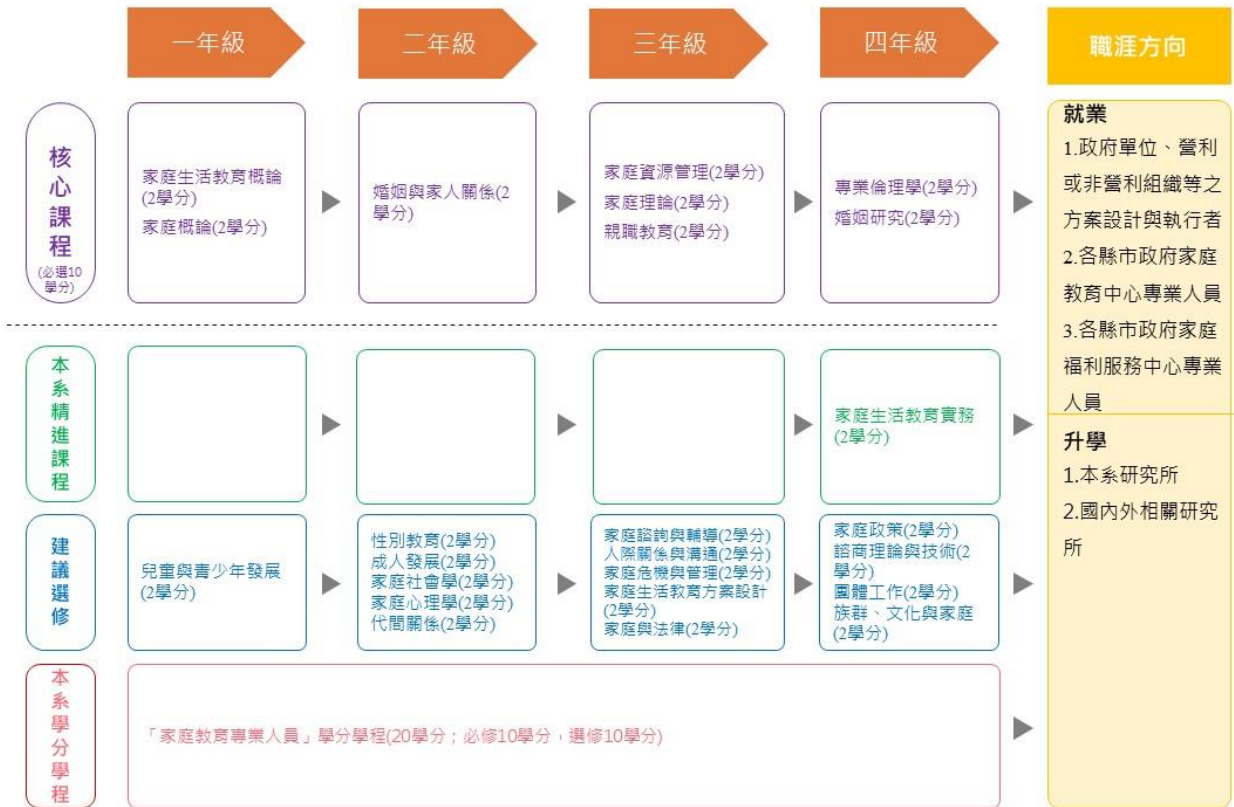 一年級
二年級
三年級
四年級
職涯方向
核心課程
(必選10
學分)
家庭生活教育概論
(2學分)
家庭概論(2學分)
婚姻與家人關係(2
學分)
家庭資源管理(2學分)
家庭理論(2學分)
親職教育(2學分)
專業倫理學(2學分)
婚姻研究(2學分)
就業
1.政府單位、營利
或非營利組織等之
方案設計與執行者
2.各縣市政府家庭
教育中心專業人員
3.各縣市政府家庭
福利服務中心專業
人員
本系精進課程
家庭生活教育實務
(2學分)
升學
1.本系研究所
2.國內外相關研究
所
建議選修
兒童與青少年發展
(2學分)
性別教育(2學分)
成人發展(2學分)
家庭社會學(2學分)
家庭心理學(2學分)
代間關係(2學分)
家庭諮詢與輔導(2學分)
人際關係與溝通(2學分)
家庭危機與管理(2學分)
家庭生活教育方案設計
(2學分)
家庭與法律(2學分)
家庭政策(2學分)
諮商理論與技術(2
學分)
團體工作(2學分)
族群、文化與家庭
(2學分)
本系學分學程
「家庭教育專業人員」學分學程(20學分；必修10學分，選修10學分)